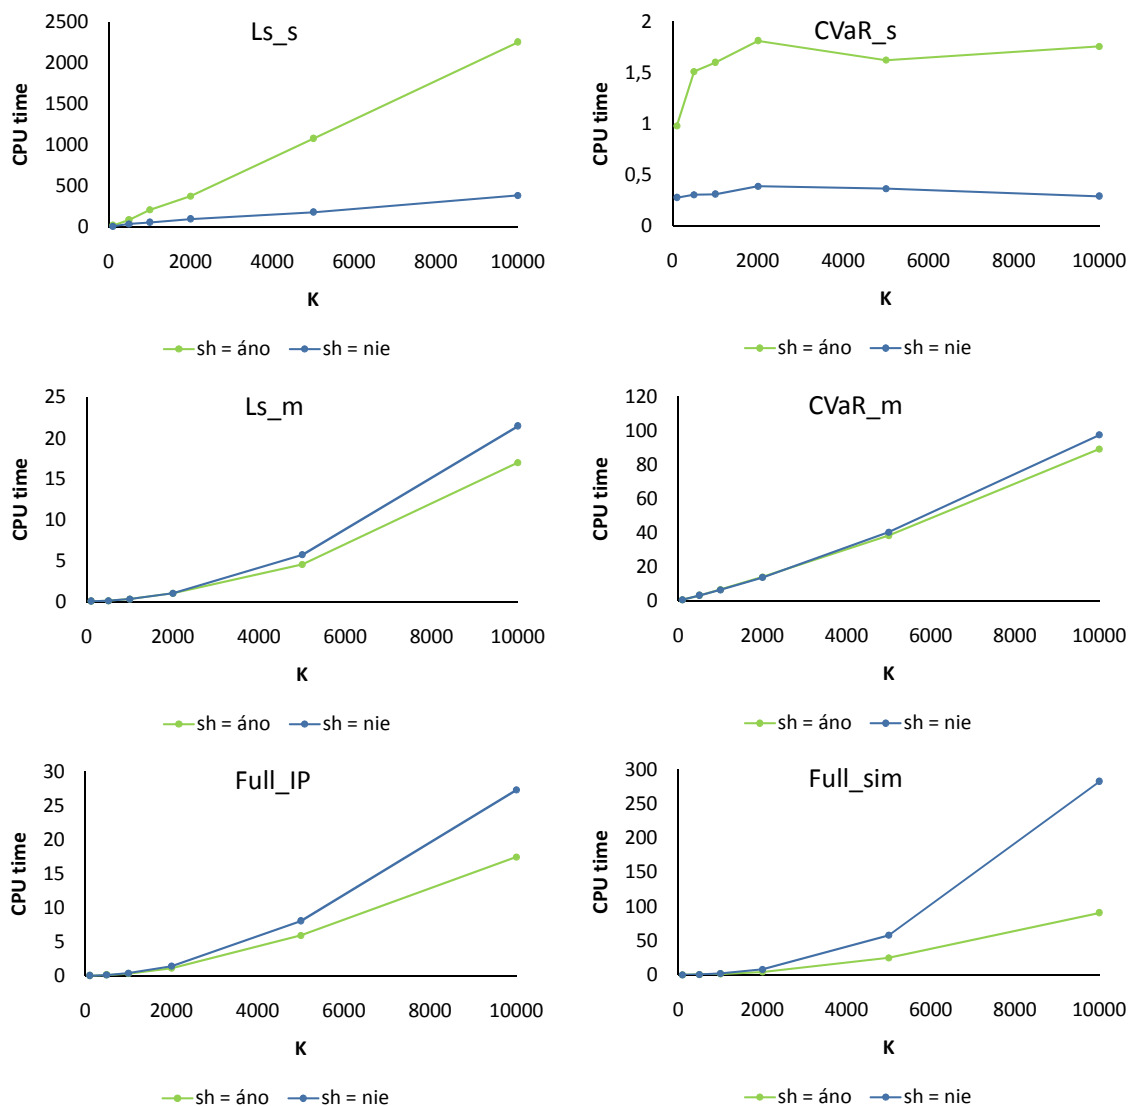 Ls_s
2500
2000
1500
1000
500
0
CPU time
0 2000 4000 6000 8000 10000
K
sh = áno sh = nie
CVaR_s
2
1,5
1
0,5
0
CPU time
0 2000 4000 6000 8000 10000
K
sh = áno sh = nie
Ls_m
25
20
15
10
5
0
CPU time
0 2000 4000 6000 8000 10000
K
sh = áno sh = nie
CVaR_m
120
100
80
60
40
20
0
CPU time
0 2000 4000 6000 8000 10000
K
sh = áno sh = nie
Full_IP
30
25
20
15
10
5
0
CPU time
0 2000 4000 6000 8000 10000
K
sh = áno sh = nie
Full_sim
300
250
200
150
100
50
0
CPU time
0 2000 4000 6000 8000 10000
K
sh = áno sh = nie